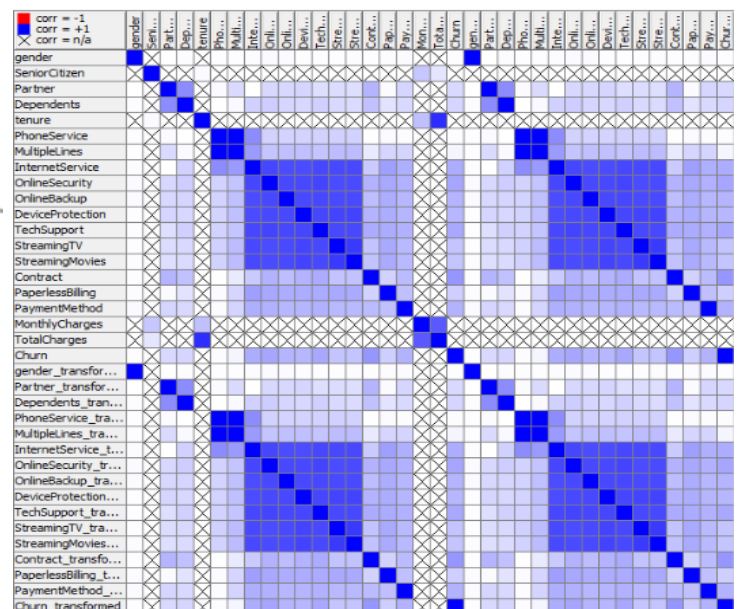 corr = -1
corr = +1
corr = n/a
gender
Seni...
Part...
Dep...
tenure
Pho...
Multi...
Inte...
Onli...
Onli...
Devi...
Tech...
Stre...
Stre...
Cont...
Pap...
Pay...
Mon...
Tota...
Churn
gen...
Part...
Dep...
Pho...
Multi...
Inte...
Onli...
Onli...
Devi...
Tech...
Stre...
Stre...
Cont...
Pap...
Pay...
Chur...
gender
SeniorCitizen
Partner
Dependents
tenure
PhoneService
MultipleLines
InternetService
OnlineSecurity
OnlineBackup
DeviceProtection
TechSupport
StreamingTV
StreamingMovies
Contract
PaperlessBilling
PaymentMethod
MonthlyCharges
TotalCharges
Churn
gender_transfor...
Partner_transfor...
Dependents_tran...
PhoneService_tra...
MultipleLines_tra...
InternetService_t...
OnlineSecurity_tr...
OnlineBackup_tra...
DeviceProtection...
TechSupport_tra...
StreamingTV_tra...
StreamingMovies...
Contract_transfo...
PaperlessBilling_t...
PaymentMethod_...
Churn_transformed